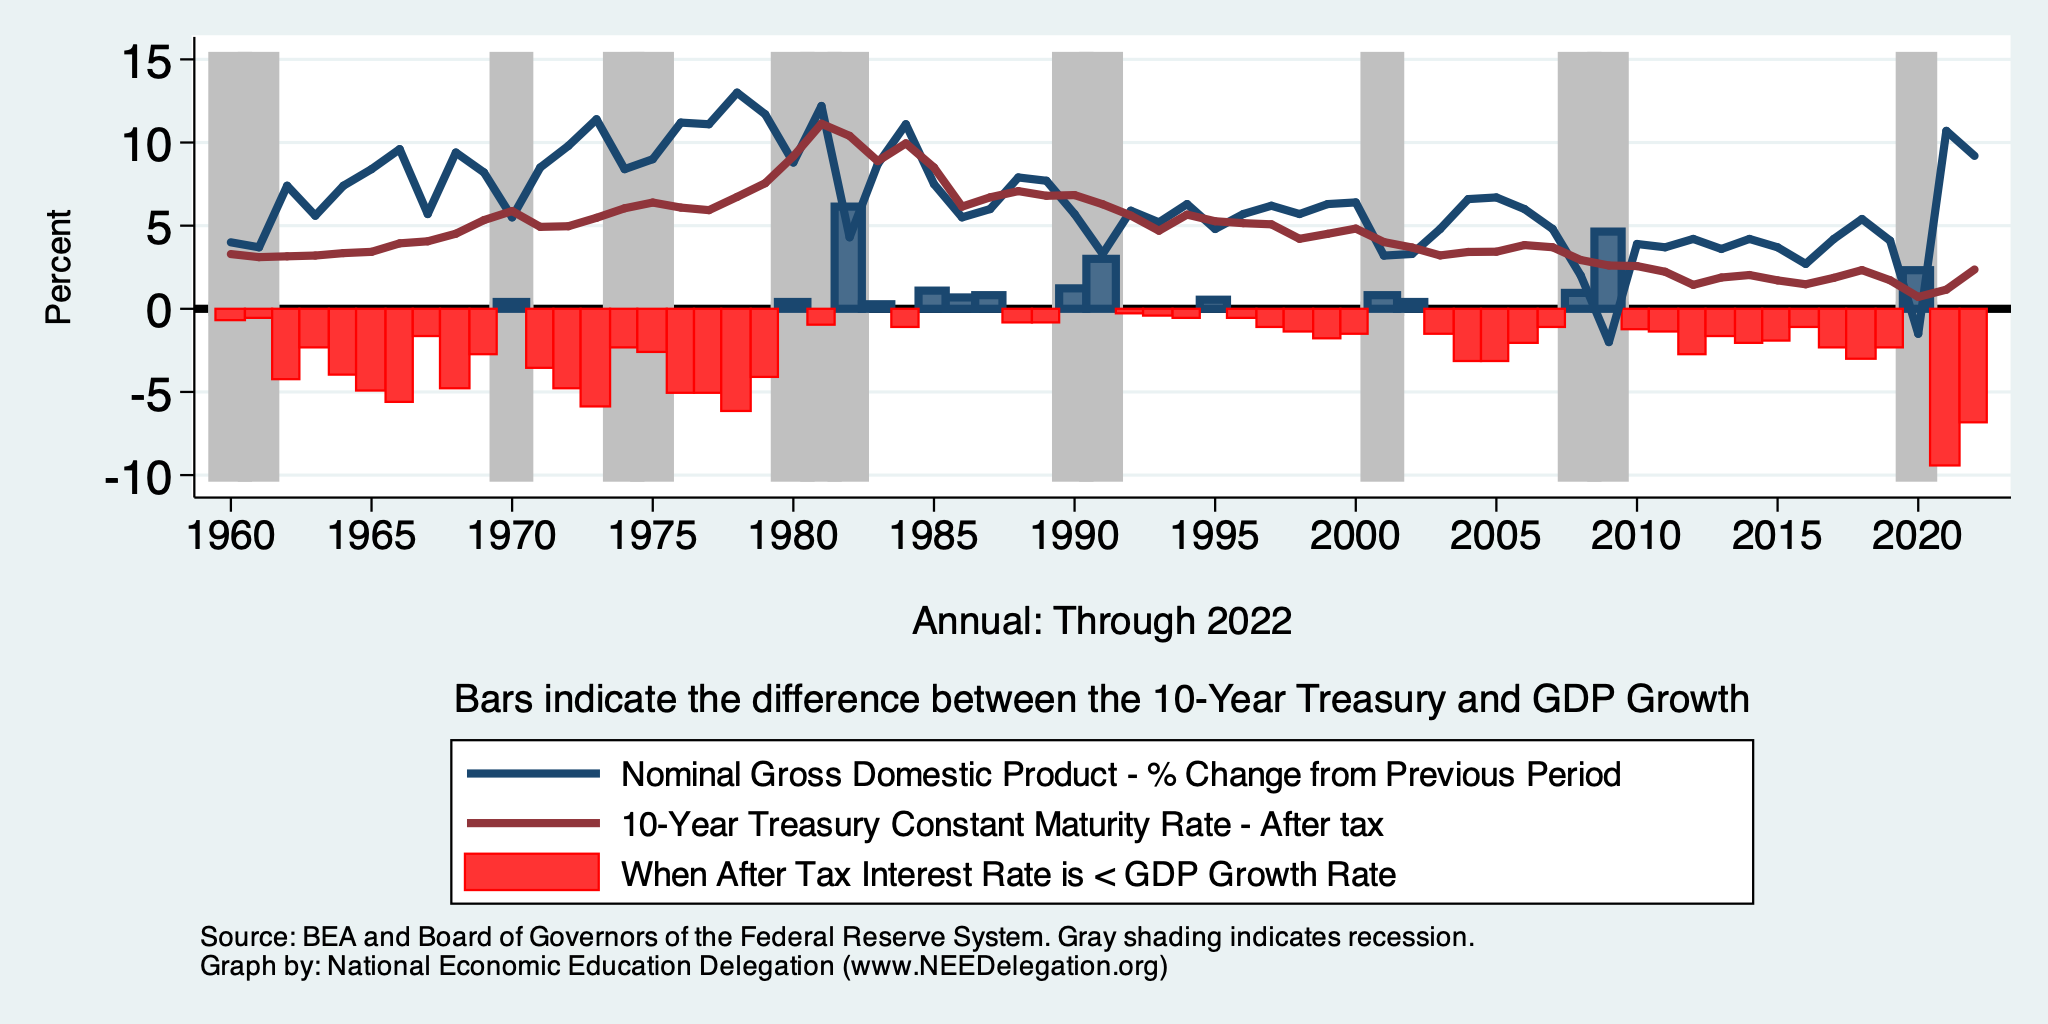 15
10
5
0
-5
-10
Percent
1960 1965 1970 1975 1980 1985 1990 1995 2000 2005 2010 2015 2020
Annual: Through 2022
Bars indicate the difference between the 10-Year Treasury and GDP Growth
Nominal Gross Domestic Product - % Change from Previous Period
10-Year Treasury Constant Maturity Rate - After tax
When After Tax Interest Rate is < GDP Growth Rate
Source: BEA and Board of Governors of the Federal Reserve System. Gray shading indicates recession.
Graph by: National Economic Education Delegation (www.NEEDelegation.org)